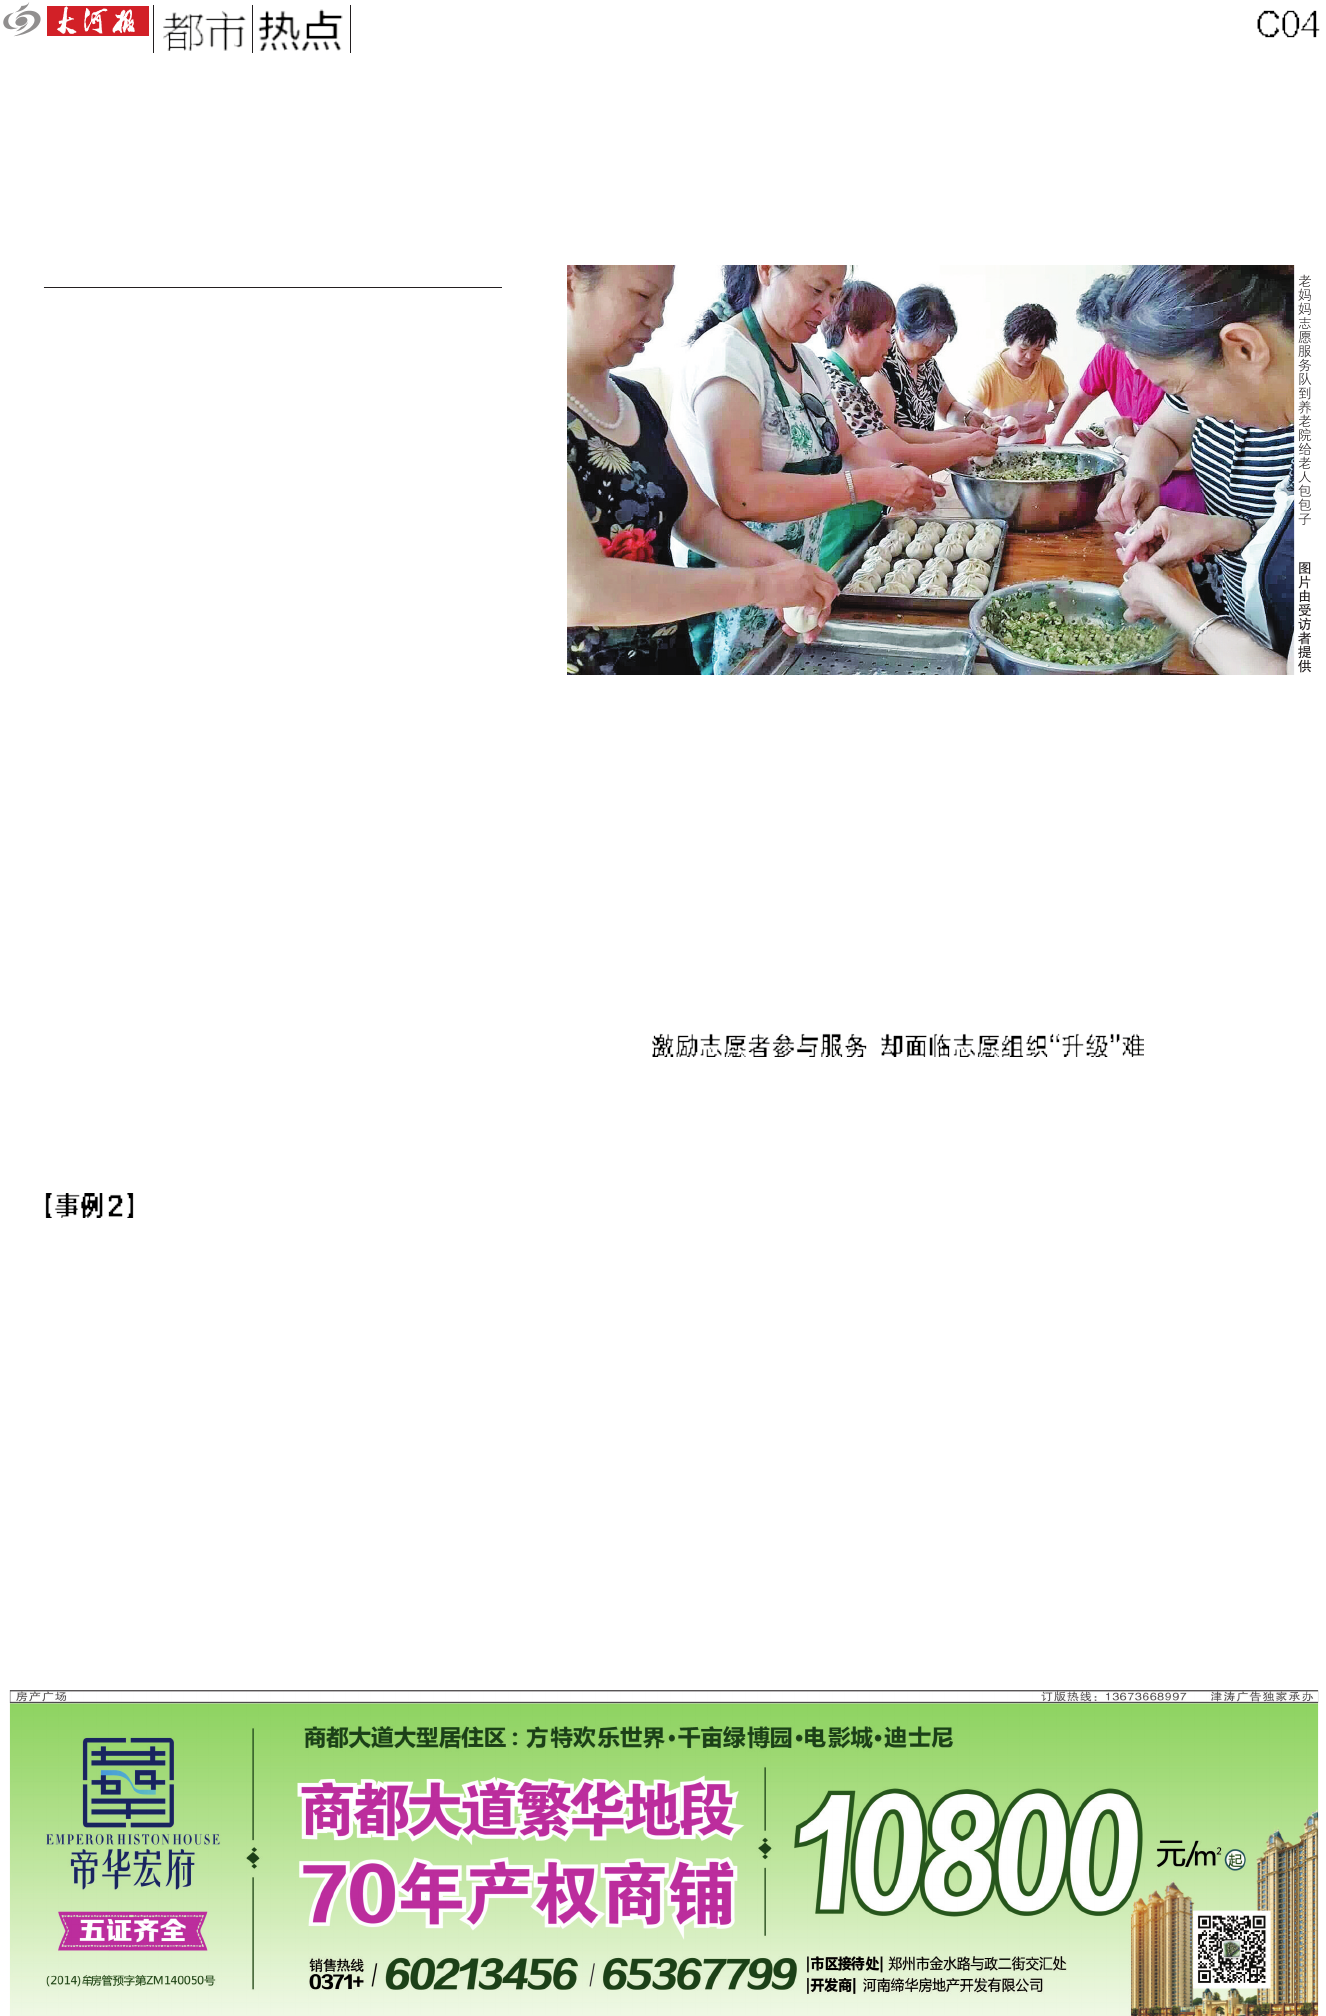 大河报
都市
热点
C04
老妈妈志愿服务队到养老院给老人包包子
图片由受访者提供
激励志愿者参与服务 却面临志愿组织“升级”难
【事例2】
房产广场
订版热线：13673668997 津涛广告独家承办
商都大道大型居住区：方特欢乐世界·千亩绿博园·电影城·迪士尼
EMPEROR HISTON HOUSE
帝华宏府
五证齐全
(2014)牟房管预字第ZM140050号
商都大道繁华地段
70年产权商铺
10800
元/m²起
销售热线
0371+ / 60213456 / 65367799
|市区接待处| 郑州市金水路与政二街交汇处
|开发商| 河南缔华房地产开发有限公司